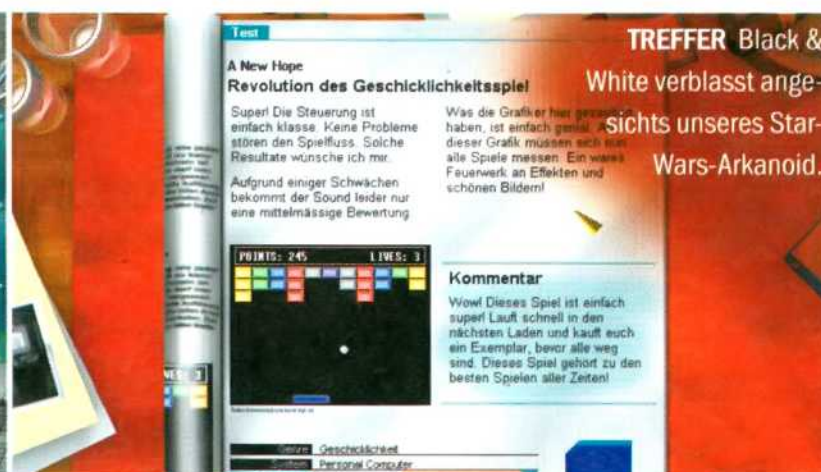 Test
A New Hope
Revolution des Geschicklichkeitsspiel
Super! Die Steuerung ist
einfach klasse. Keine Probleme
stören den Spielfluss. Solche
Resultate wünsche ich mir.
Aufgrund einiger Schwächen
bekommt der Sound leider nur
eine mittelmässige Bewertung
Was die Grafiker hier
haben, ist einfach genial.
dieser Grafik müssen sich nun
alle Spiele messen. Ein wares
Feuerwerk an Effekten und
schönen Bildern!
TREFFER Black &
White verblasst ange-
sichts unseres Star-
Wars-Arkanoid.
POINTS: 245 LIVES: 3
Kommentar
Wow! Dieses Spiel ist einfach
super! Lauft schnell in den
nächsten Laden und kauft euch
ein Exemplar, bevor alle weg
sind. Dieses Spiel gehört zu den
besten Spielen aller Zeiten!
Genre Geschicklichkeit
System Personal Computer